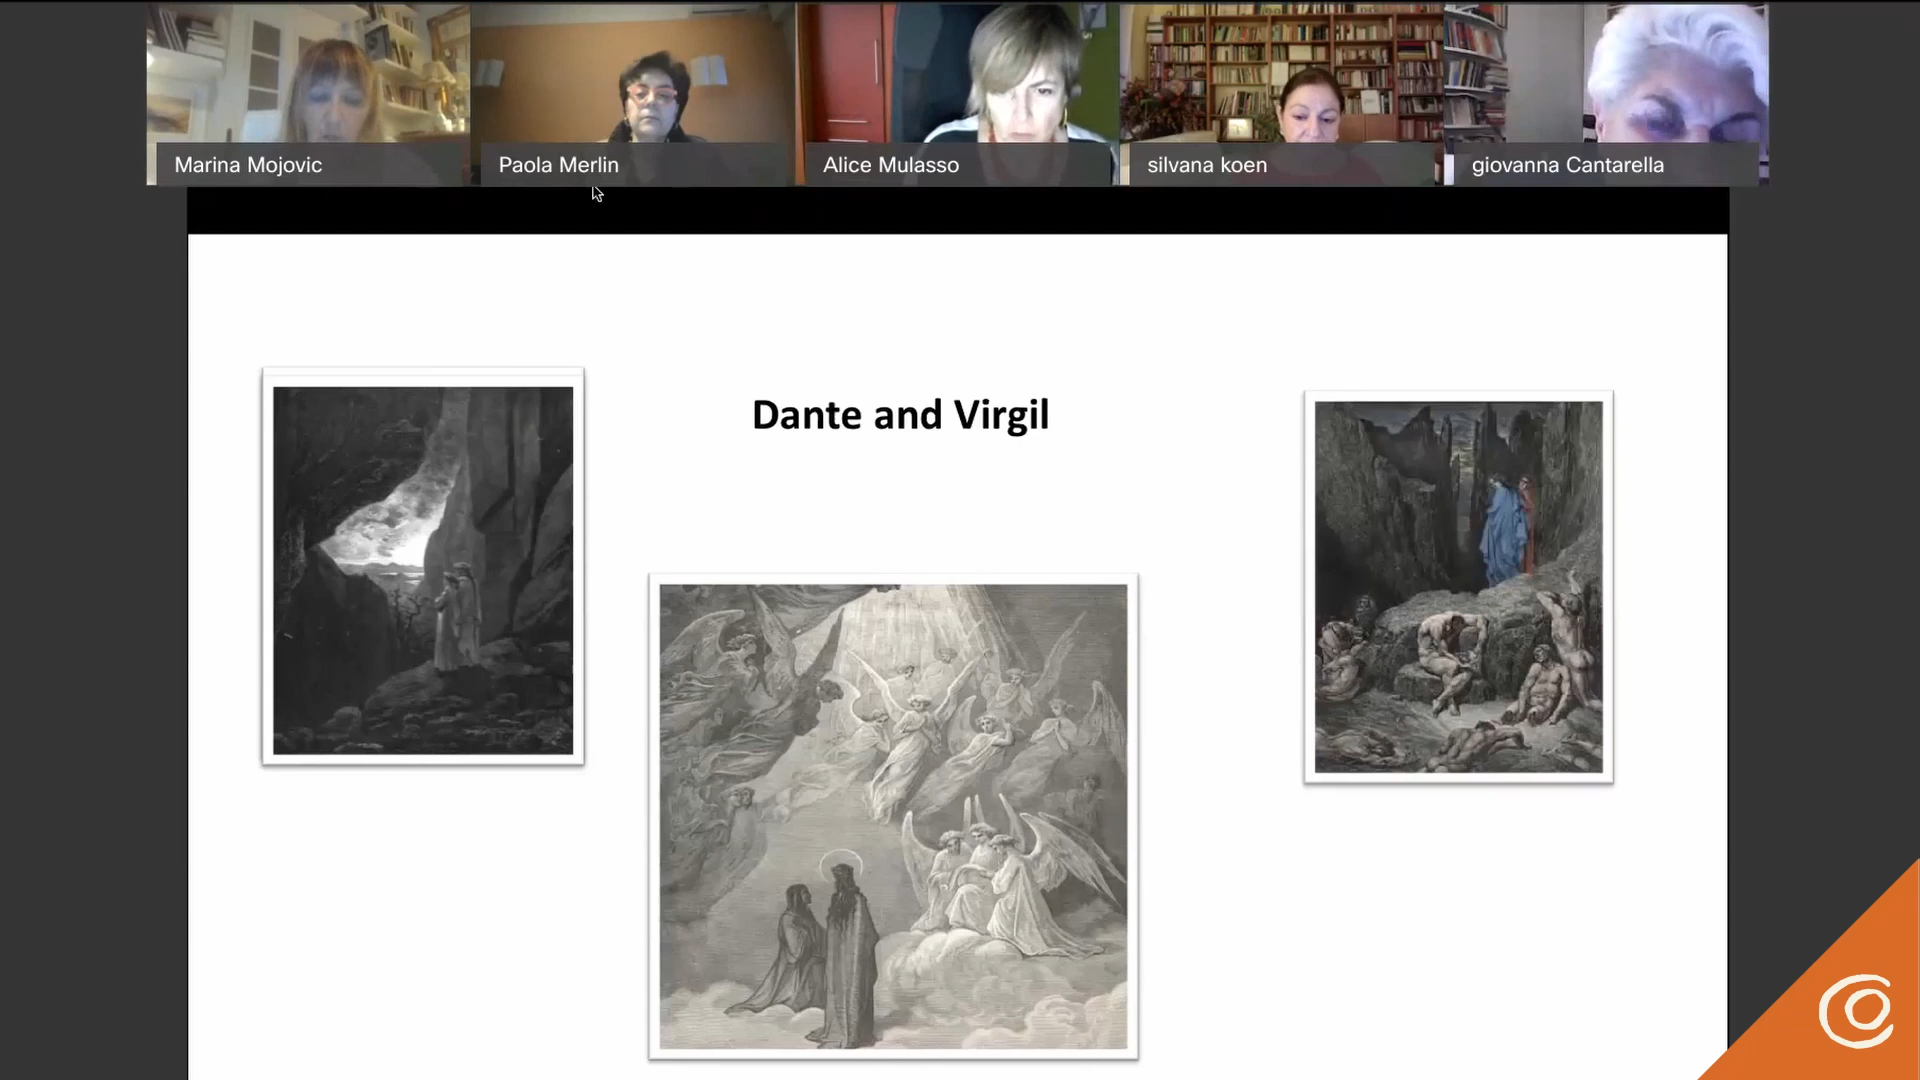 Marina Mojovic
Paola Merlin
Alice Mulasso
silvana koen
giovanna Cantarella
Dante and Virgil